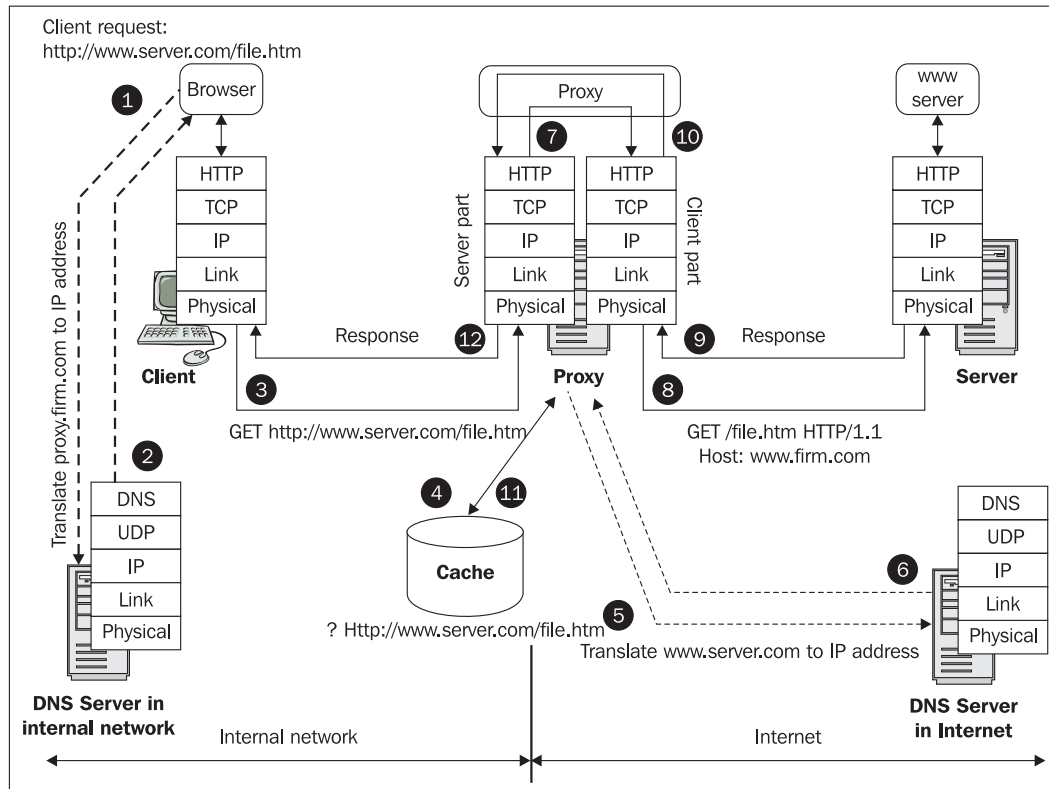 Client request:
http://www.server.com/file.htm
1
Browser
Proxy
www
server
7
10
HTTP
TCP
IP
Link
Physical
Server part
HTTP
TCP
IP
Link
Physical
HTTP
TCP
IP
Link
Physical
Client part
HTTP
TCP
IP
Link
Physical
Translate proxy.firm.com to IP address
Response
12
9
Response
Client
3
Proxy
8
Server
GET http://www.server.com/file.htm
GET /file.htm HTTP/1.1
Host: www.firm.com
2
DNS
UDP
IP
Link
Physical
4
11
Cache
? Http://www.server.com/file.htm
5
6
Translate www.server.com to IP address
DNS
UDP
IP
Link
Physical
DNS Server in
internal network
DNS Server
in Internet
Internal network
Internet